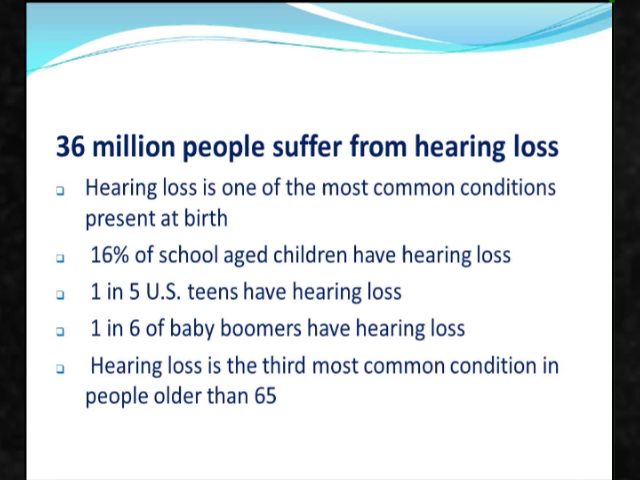 36 million people suffer from hearing loss
Hearing loss is one of the most common conditions
present at birth
16% of school aged children have hearing loss
1 in 5 U.S. teens have hearing loss
1 in 6 of baby boomers have hearing loss
Hearing loss is the third most common condition in
people older than 65